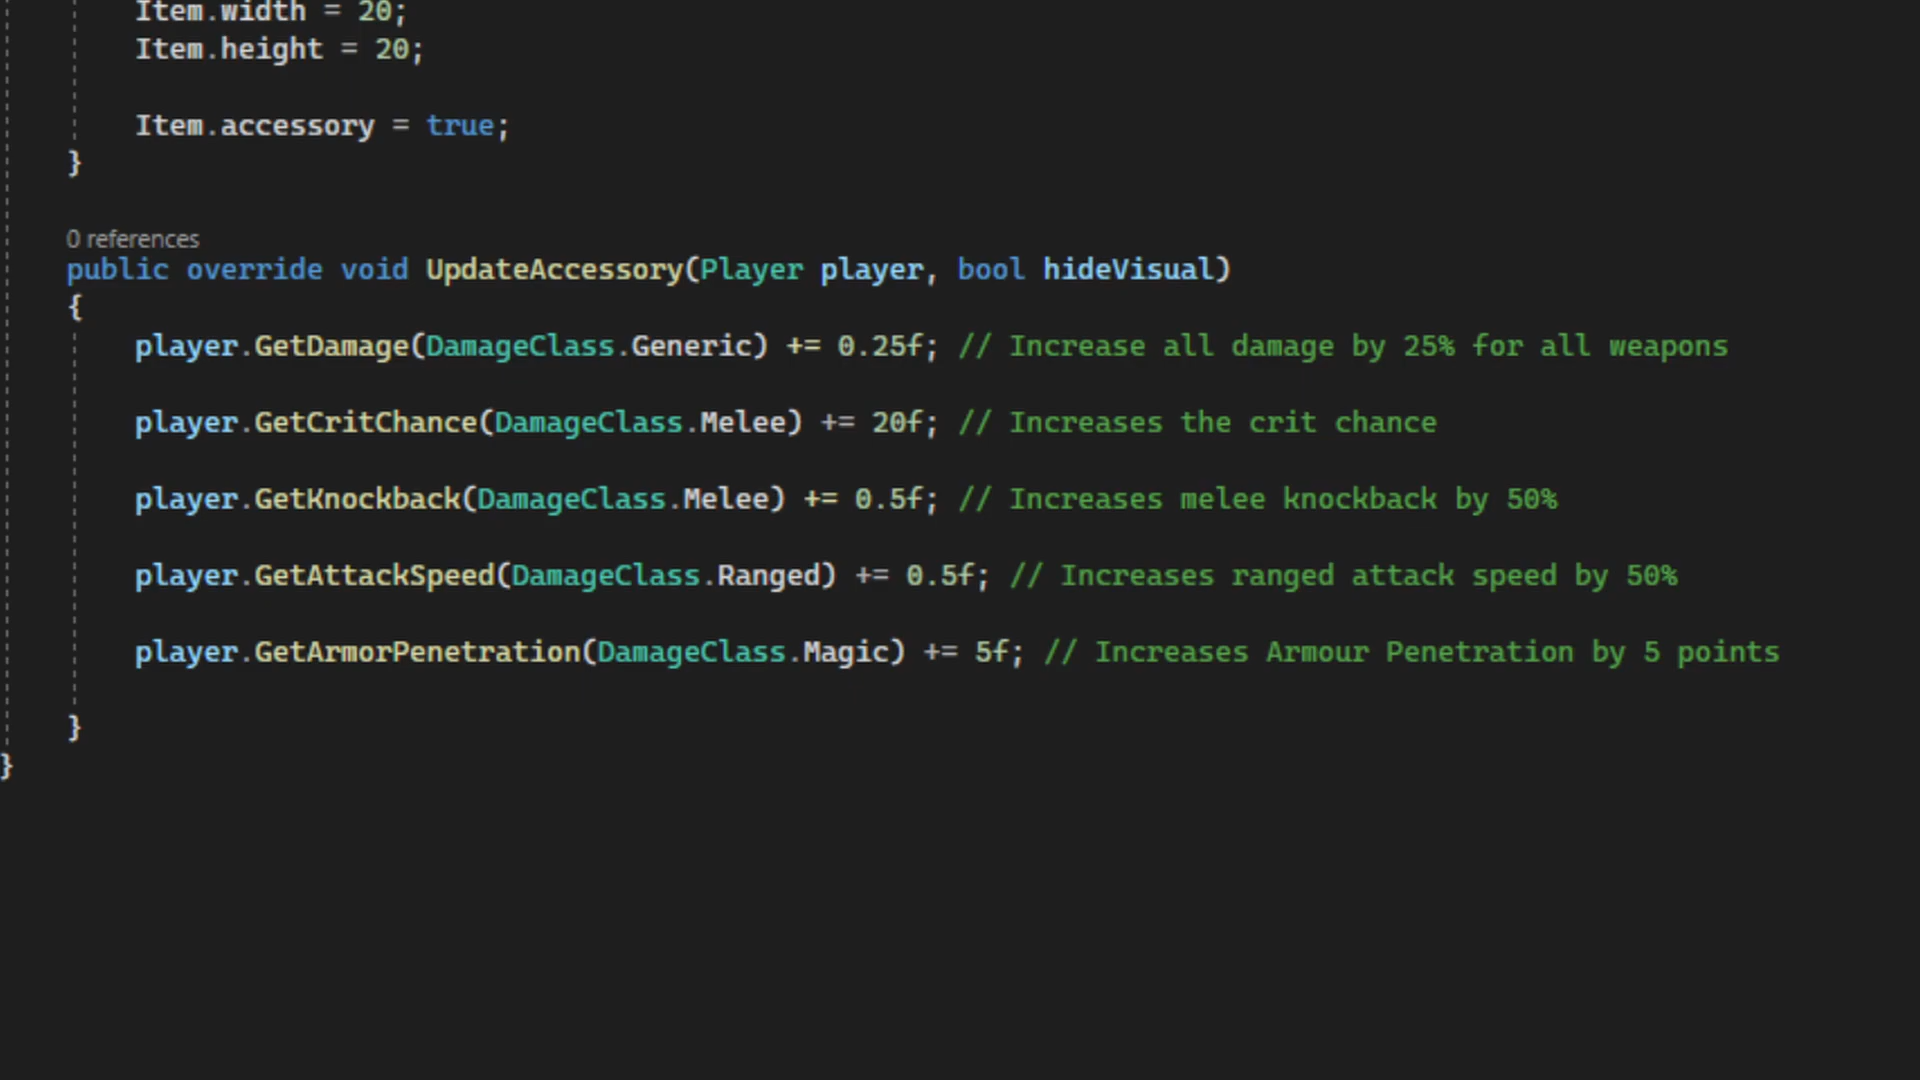 Item.width = 20;
Item.height = 20;
Item.accessory = true;
}
0 references
public override void UpdateAccessory(Player player, bool hideVisual)
{
player.GetDamage(DamageClass.Generic) += 0.25f; // Increase all damage by 25% for all weapons
player.GetCritChance(DamageClass.Melee) += 20f; // Increases the crit chance
player.GetKnockback(DamageClass.Melee) += 0.5f; // Increases melee knockback by 50%
player.GetAttackSpeed(DamageClass.Ranged) += 0.5f; // Increases ranged attack speed by 50%
player.GetArmorPenetration(DamageClass.Magic) += 5f; // Increases Armour Penetration by 5 points
}
}